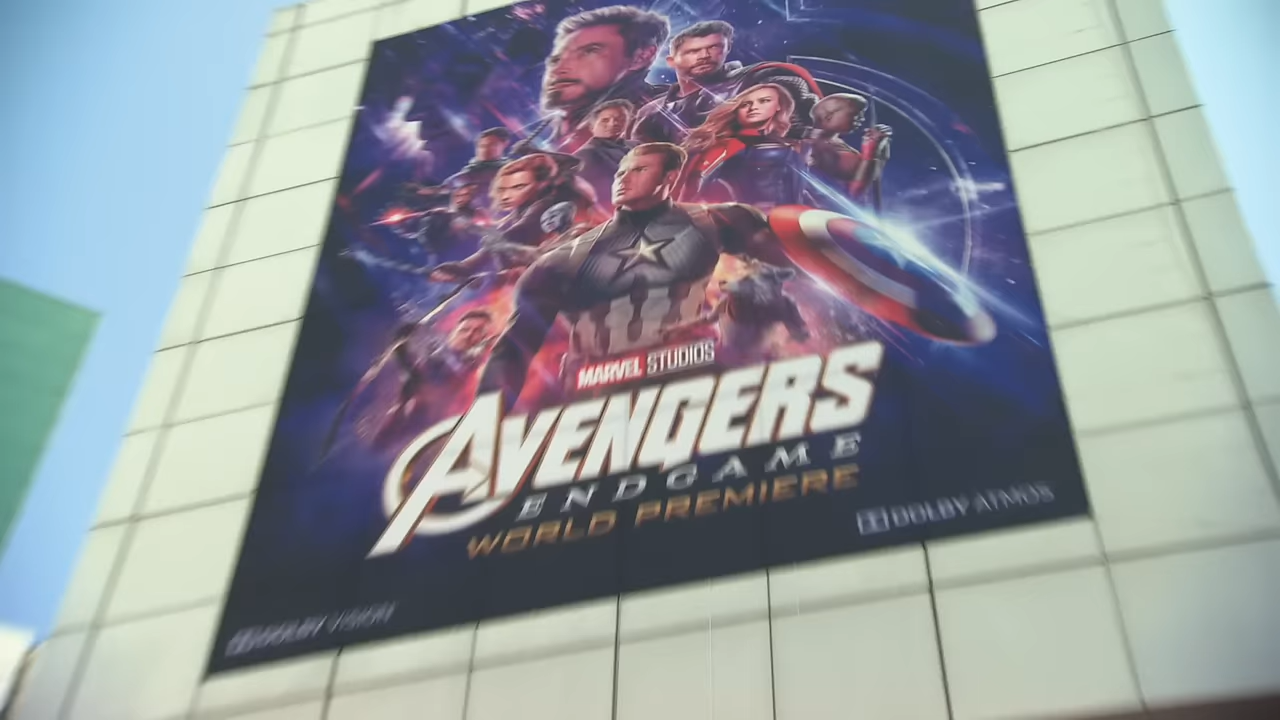 MARVEL STUDIOS
AVENGERS
ENDGAME
WORLD PREMIERE
DOLBY ATMOS
DOLBY VISION